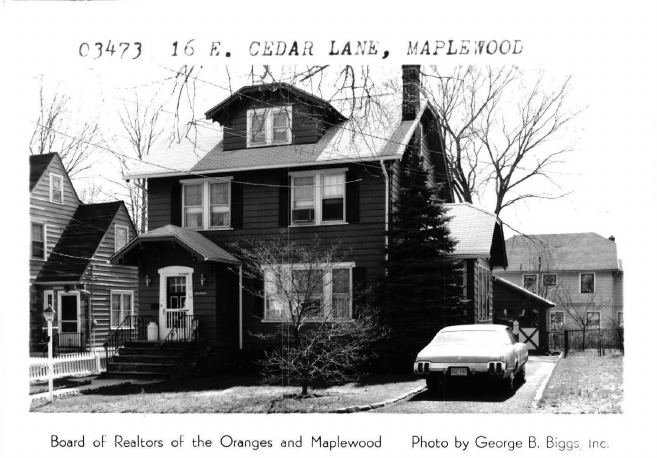 03473 16 E. CEDAR LANE, MAPLEWOOD
Board of Realtors of the Oranges and Maplewood Photo by George B. Biggs, Inc.